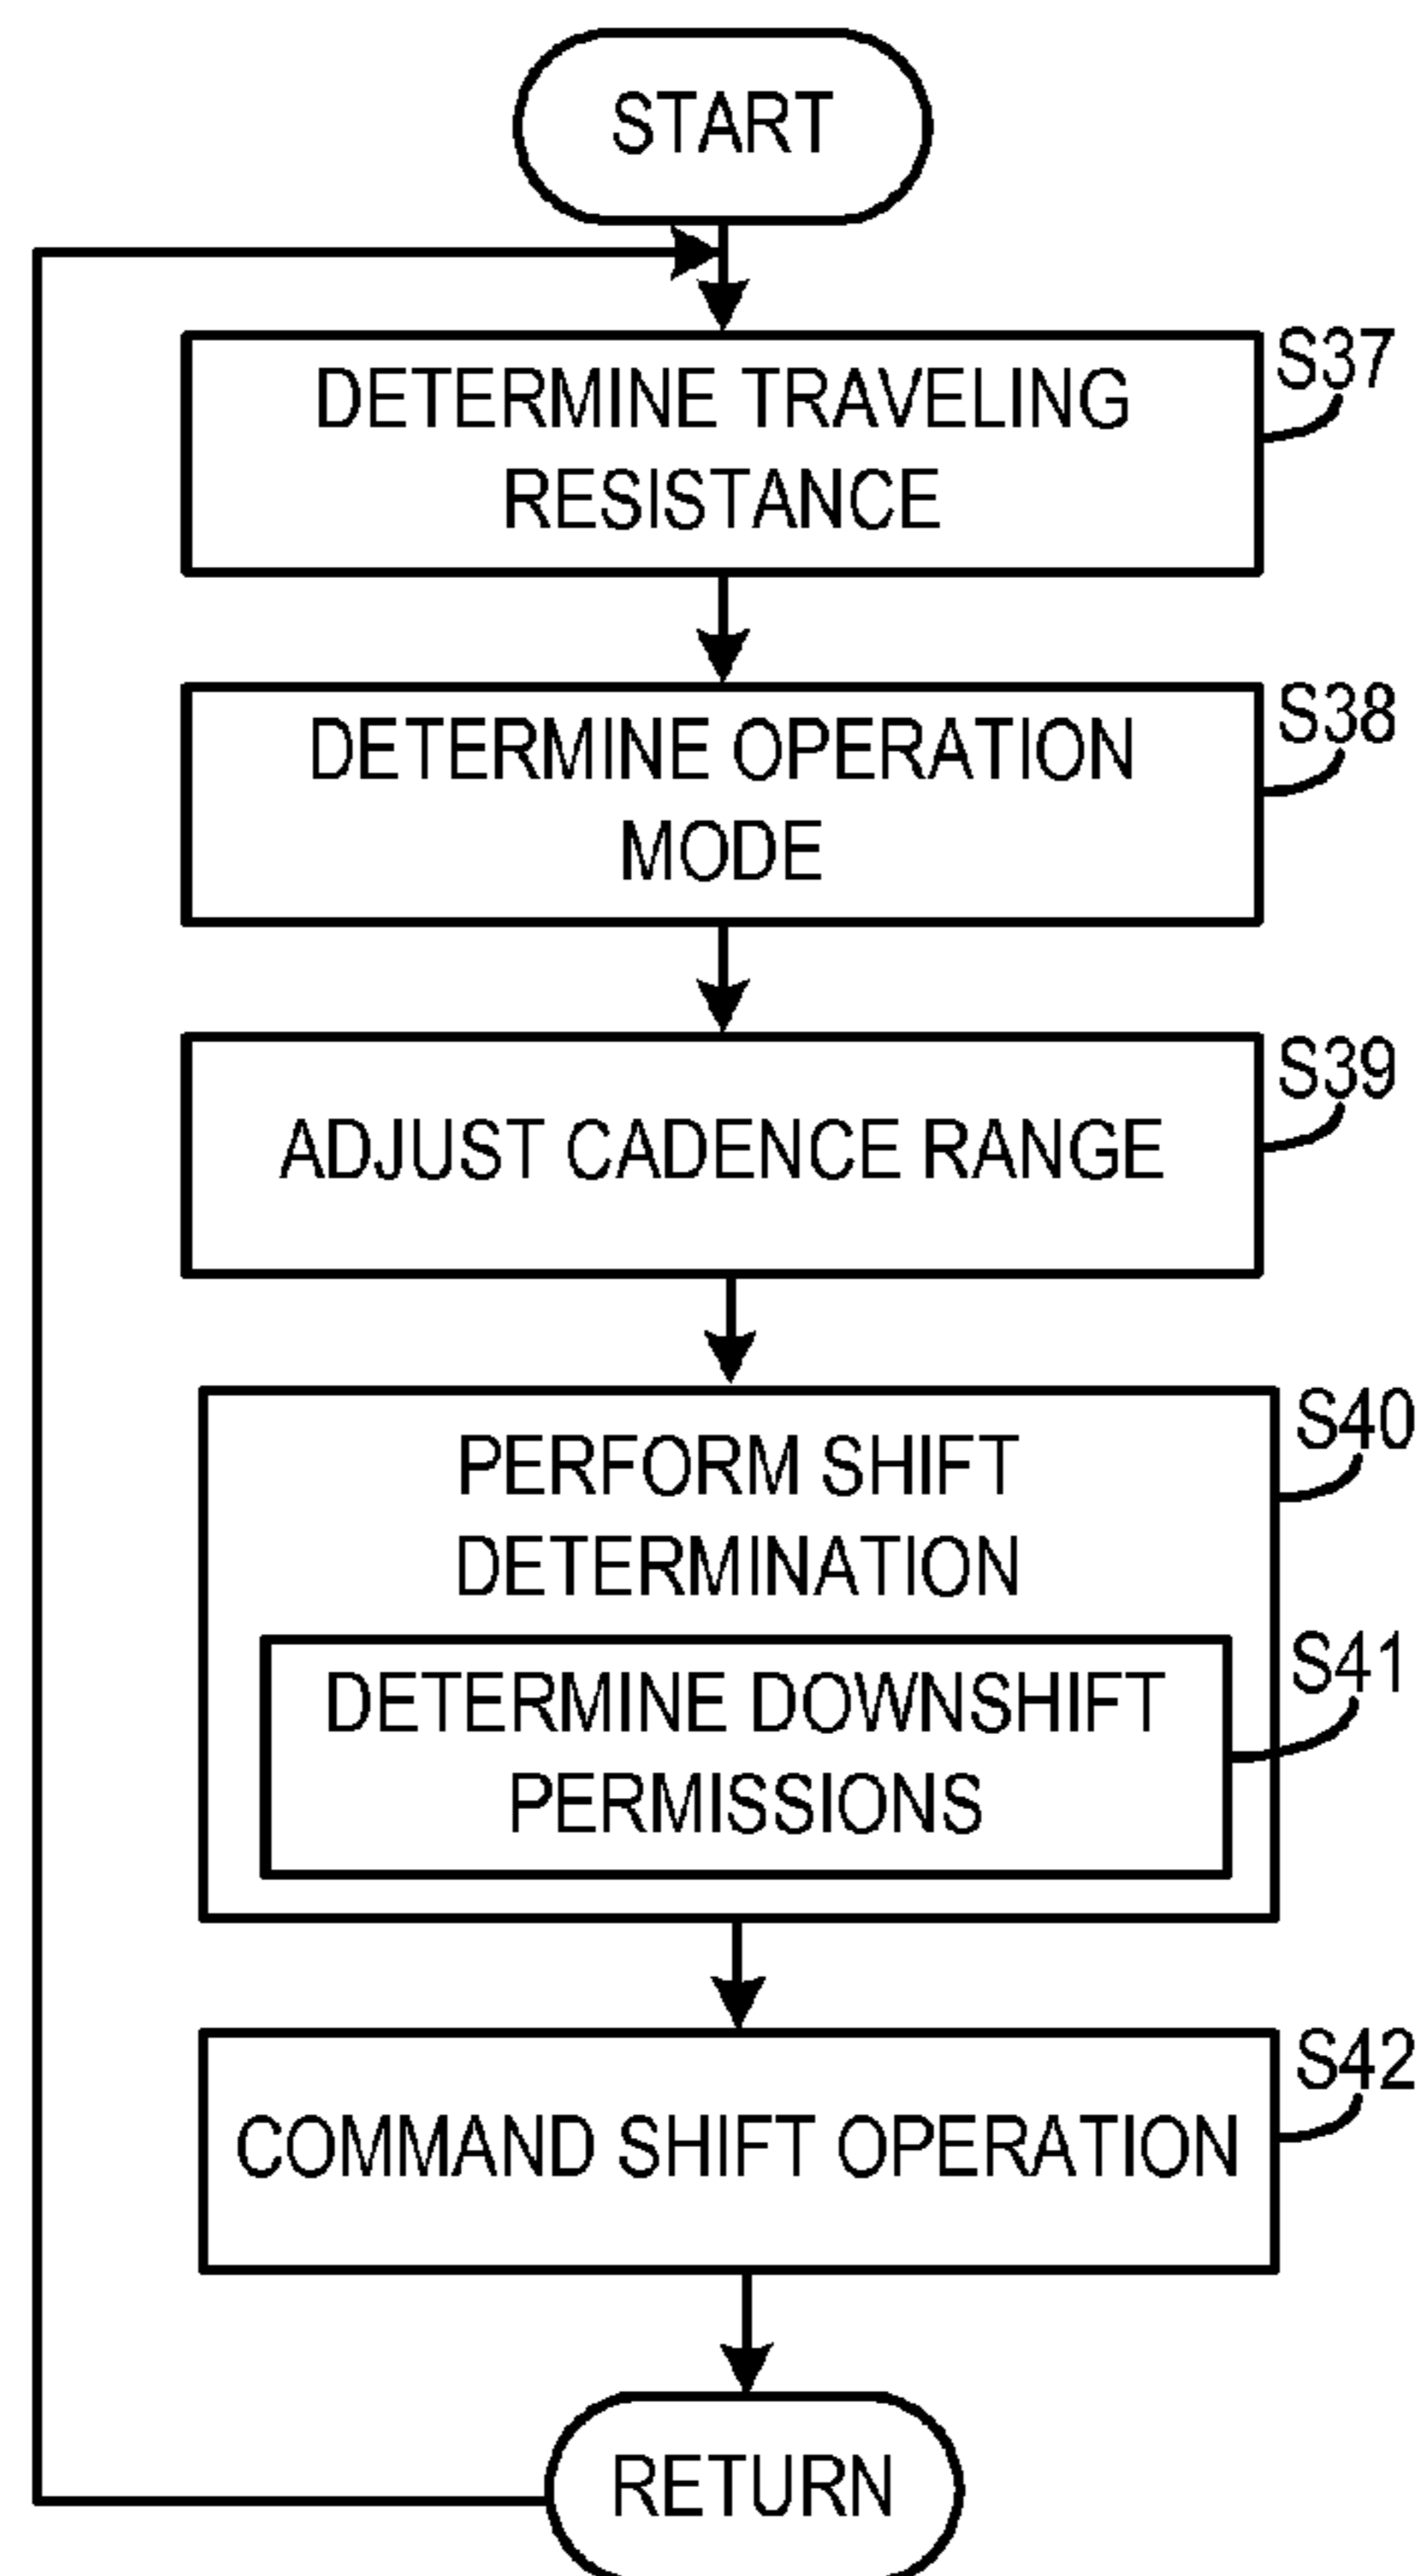 START
DETERMINE TRAVELING
RESISTANCE
S37
DETERMINE OPERATION
MODE
S38
ADJUST CADENCE RANGE
S39
PERFORM SHIFT
DETERMINATION
S40
DETERMINE DOWNSHIFT
PERMISSIONS
S41
COMMAND SHIFT OPERATION
S42
RETURN